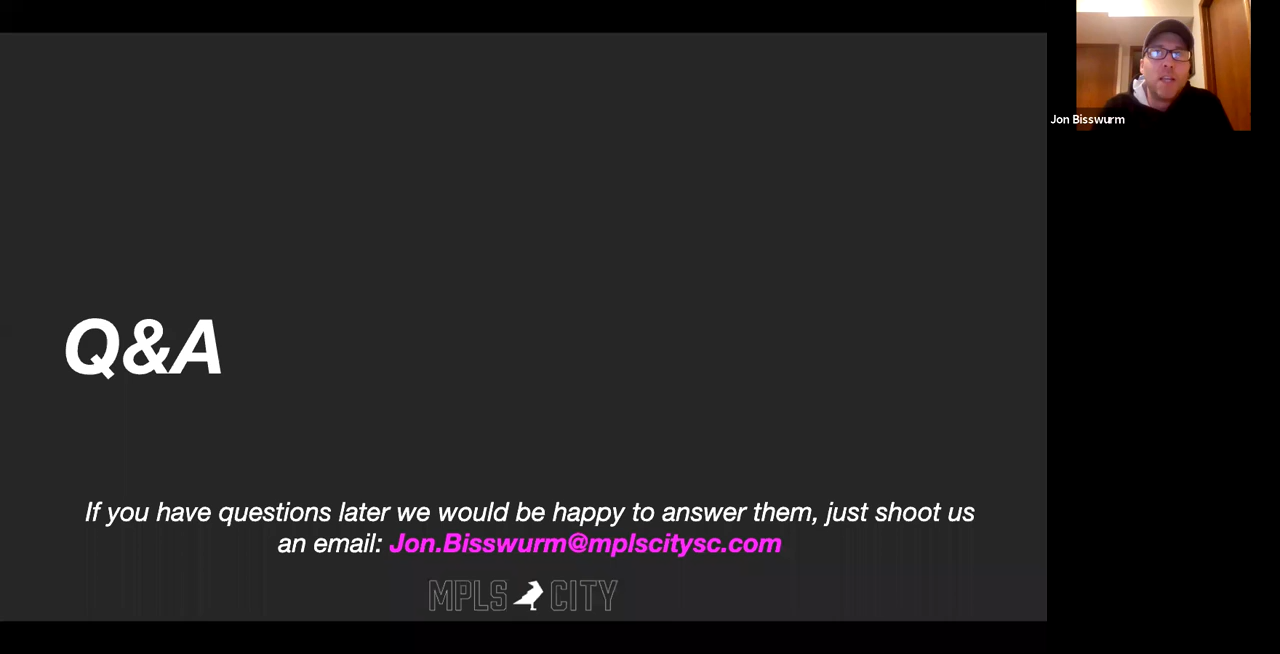 Jon Bisswurm
Q&A
If you have questions later we would be happy to answer them, just shoot us
an email: Jon.Bisswurm@mplscitysc.com
MPLS CITY